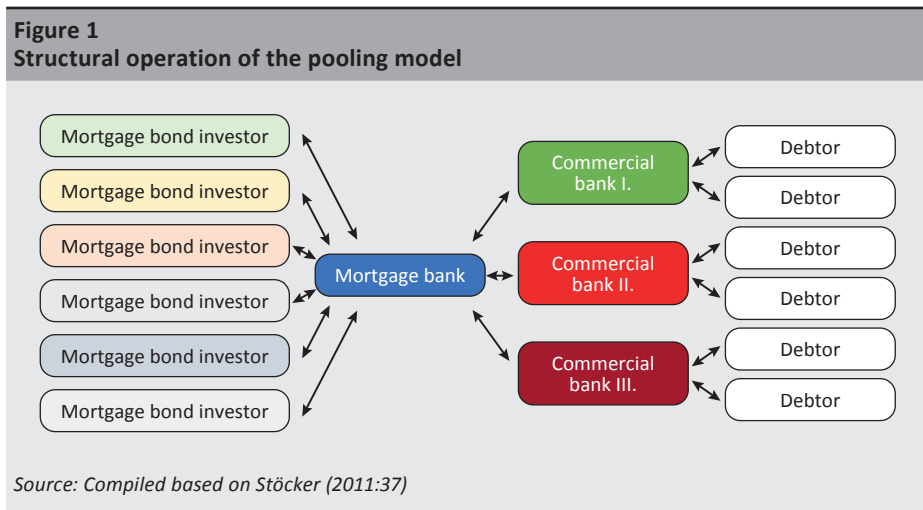 Figure 1
Structural operation of the pooling model
Mortgage bond investor
Mortgage bond investor
Mortgage bond investor
Mortgage bond investor
Mortgage bond investor
Mortgage bond investor
Mortgage bank
Commercial
bank I.
Commercial
bank II.
Commercial
bank III.
Debtor
Debtor
Debtor
Debtor
Debtor
Debtor
Source: Compiled based on Stöcker (2011:37)